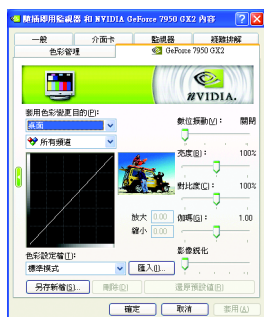 隨插即用監視器 和 NVIDIA GeForce 7950 GX2 內容
一般 介面卡 監視器 疑難排解
色彩管理 GeForce 7950 GX2
NVIDIA.
套用色彩變更目的(P):
桌面
所有頻道
數位振動(V): 關閉
亮度(B): 100%
對比度(C): 100%
放大 0.00 伽瑪(G): 1.00
縮小 0.00
影像銳化
色彩設定檔(T):
標準模式 匯入(I)...
另存新檔(S)... 刪除(D) 還原預設值(R)
確定 取消 套用(A)